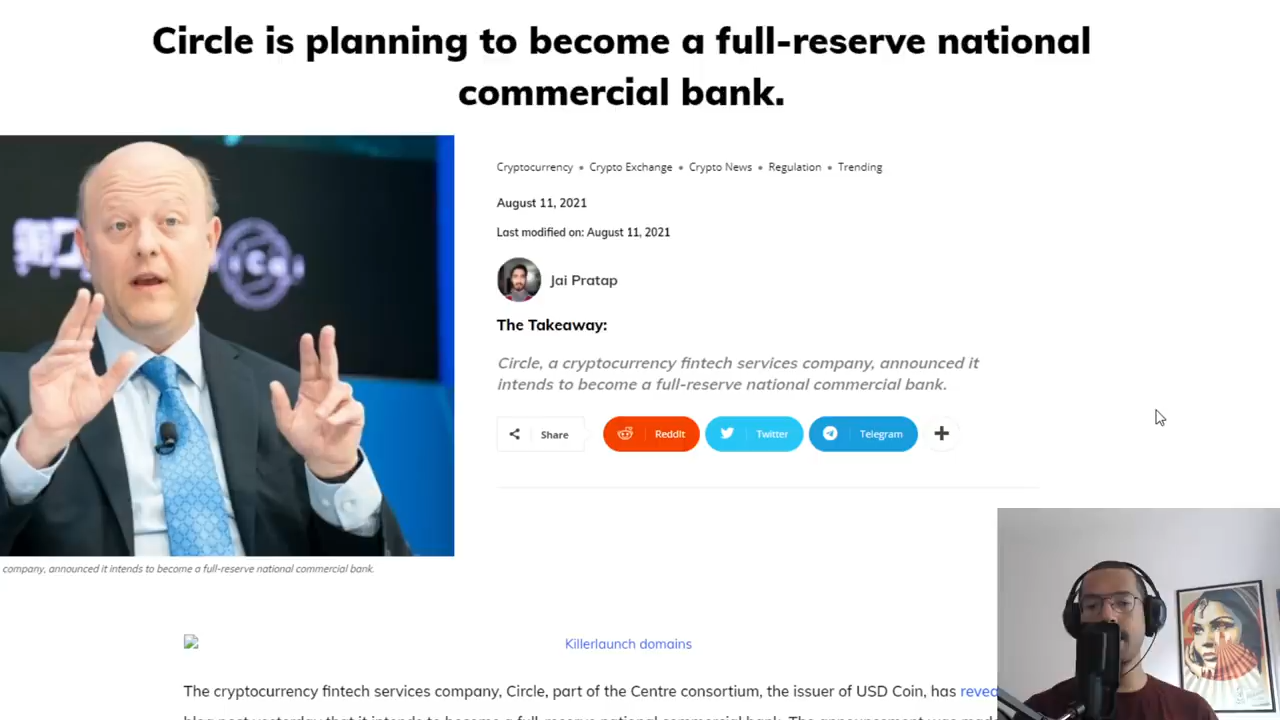 Circle is planning to become a full-reserve national
commercial bank.
Cryptocurrency • Crypto Exchange • Crypto News • Regulation • Trending
August 11, 2021
Last modified on: August 11, 2021
Jai Pratap
The Takeaway:
Circle, a cryptocurrency fintech services company, announced it
intends to become a full-reserve national commercial bank.
Share
ReddIt
Twitter
Telegram
company, announced it intends to become a full-reserve national commercial bank.
Killerlaunch domains
The cryptocurrency fintech services company, Circle, part of the Centre consortium, the issuer of USD Coin, has